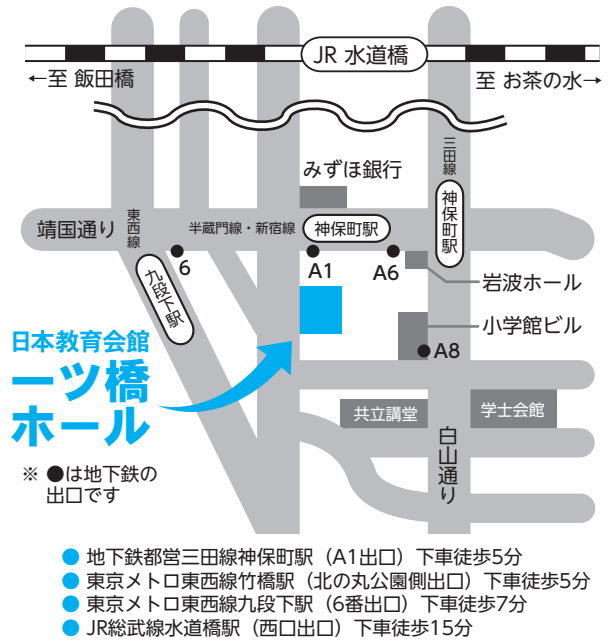 JR 水道橋
←至 飯田橋
至 お茶の水→
三田線
みずほ銀行
神保町駅
東西線
靖国通り
半蔵門線・新宿線
神保町駅
6
A1
A6
九段下駅
岩波ホール
小学館ビル
日本教育会館
一ツ橋
ホール
A8
共立講堂
学士会館
白山通り
※ ●は地下鉄の
出口です
● 地下鉄都営三田線神保町駅（A1出口）下車徒歩5分
● 東京メトロ東西線竹橋駅（北の丸公園側出口）下車徒歩5分
● 東京メトロ東西線九段下駅（6番出口）下車徒歩7分
● JR総武線水道橋駅（西口出口）下車徒歩15分